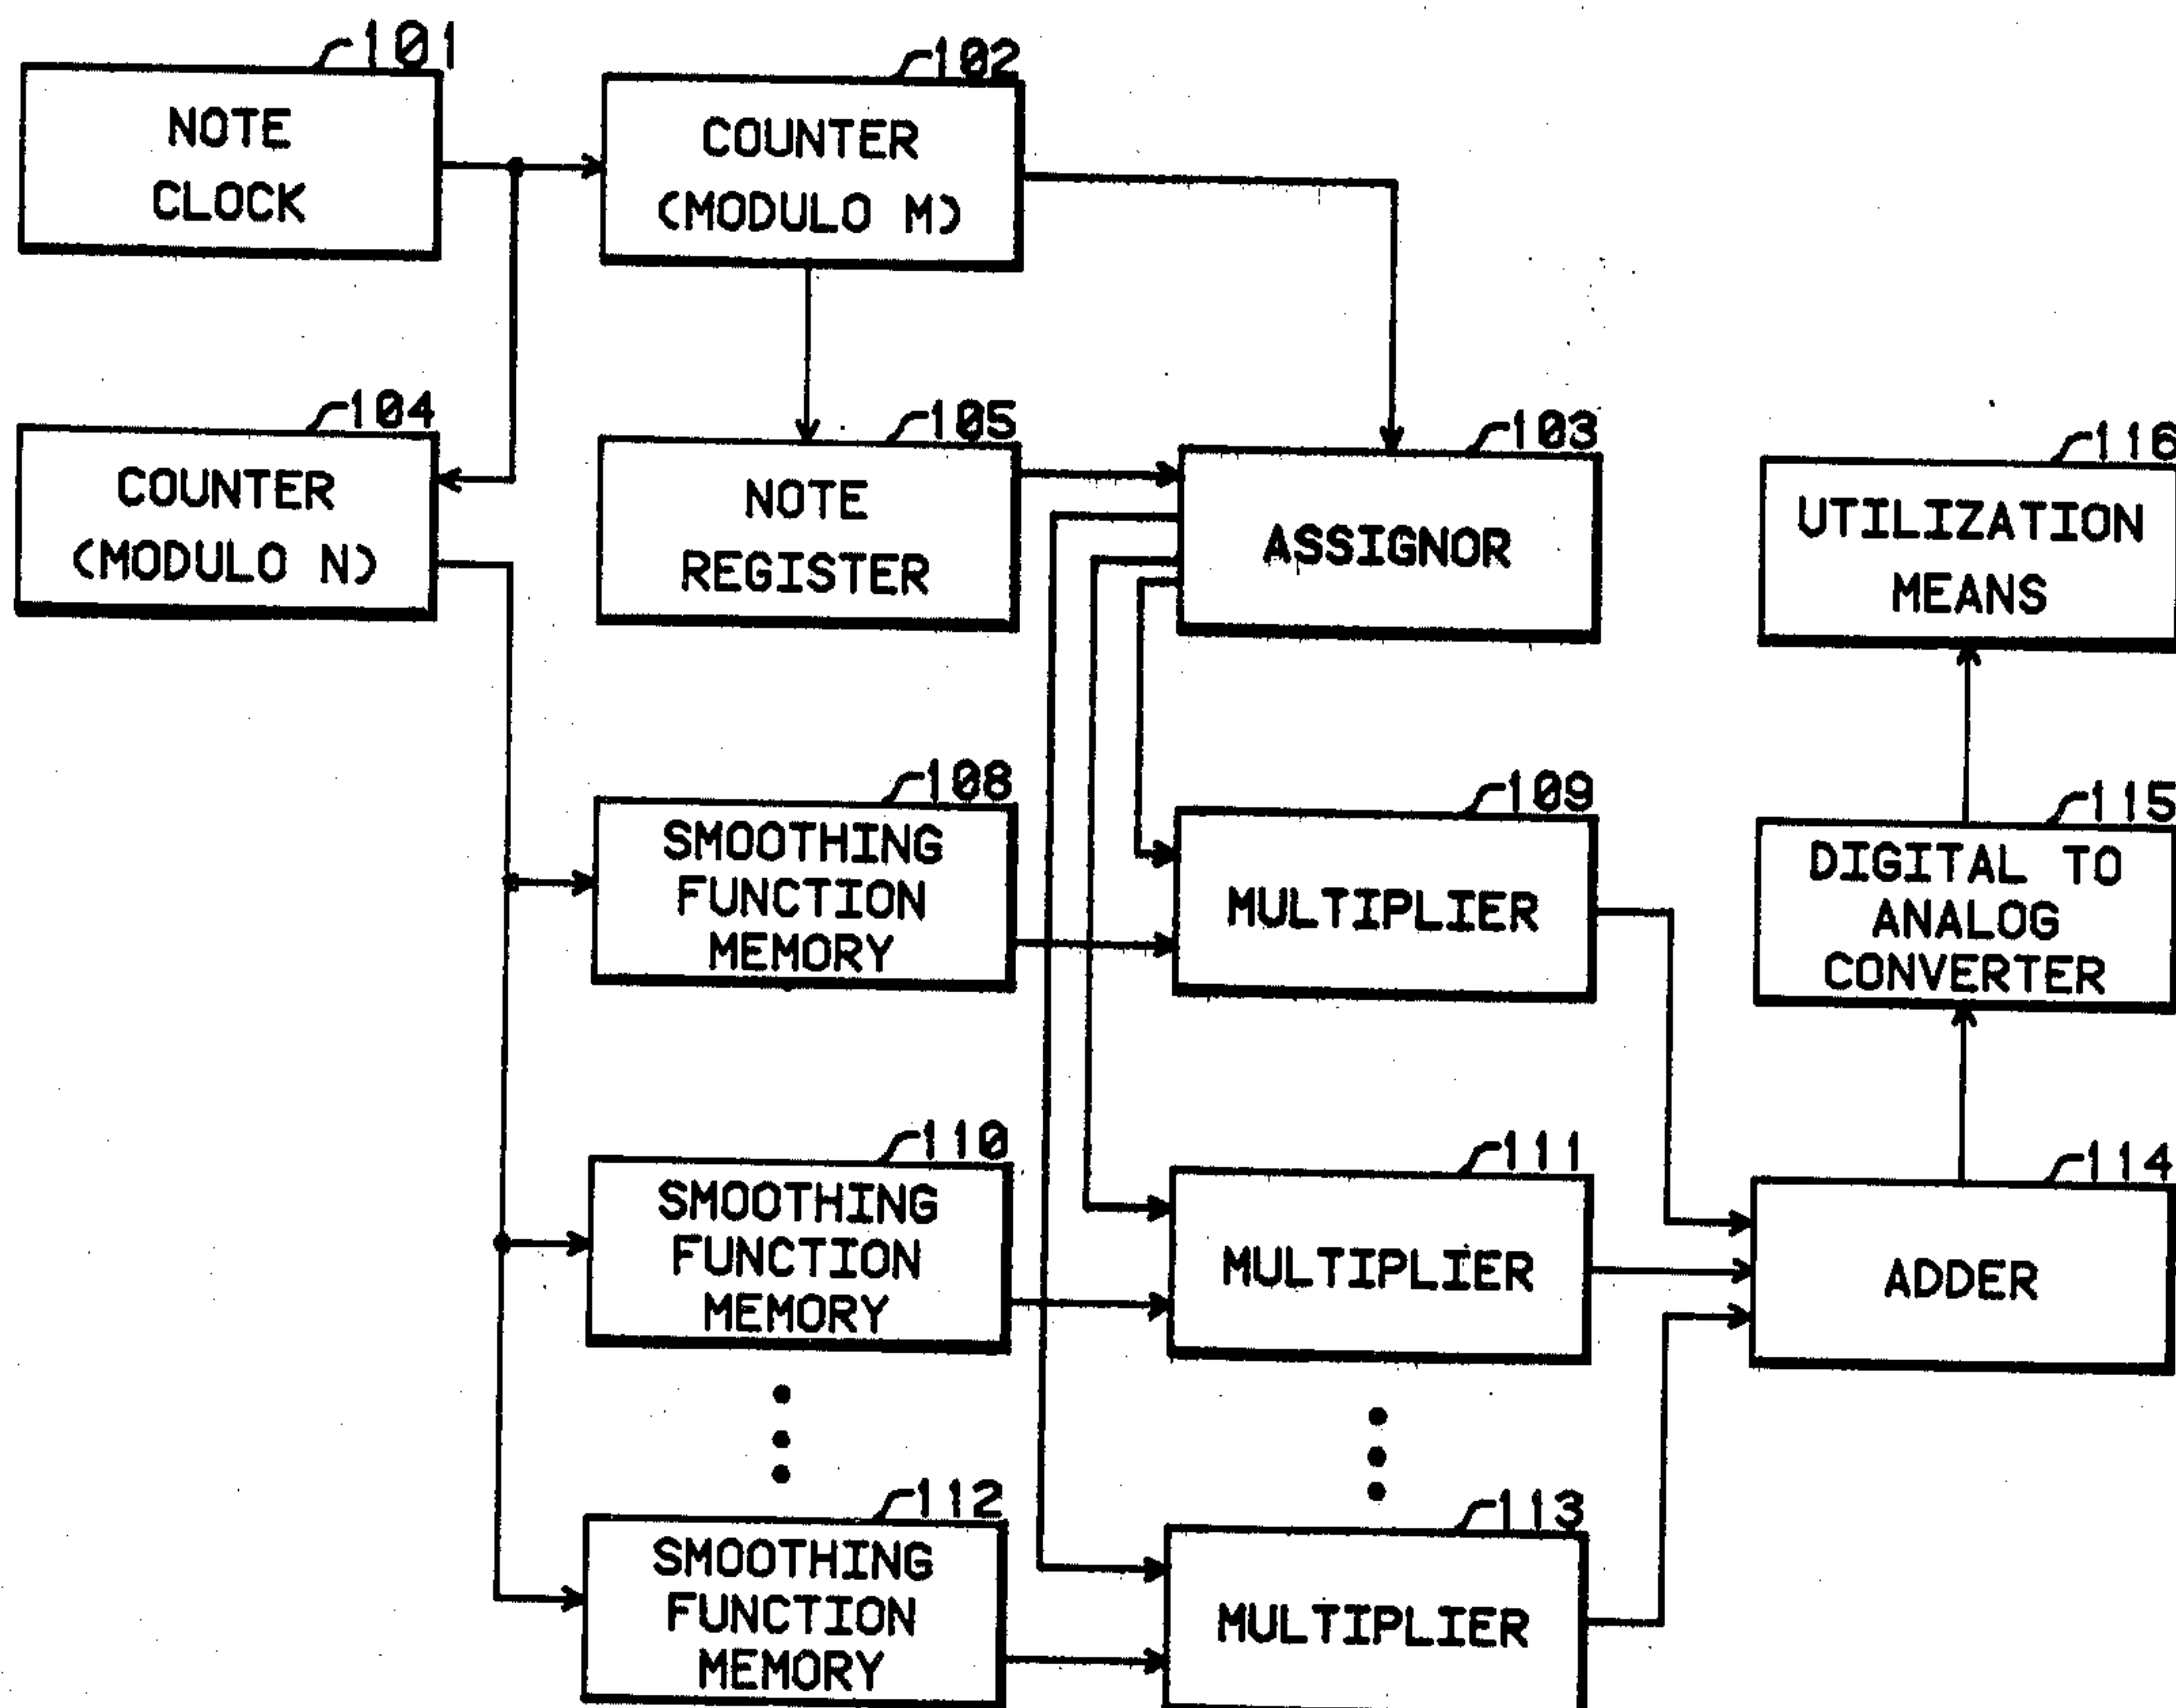 101
NOTE
CLOCK
102
COUNTER
(MODULO M)
104
COUNTER
(MODULO N)
105
NOTE
REGISTER
103
ASSIGNOR
116
UTILIZATION
MEANS
108
SMOOTHING
FUNCTION
MEMORY
109
MULTIPLIER
115
DIGITAL TO
ANALOG
CONVERTER
110
SMOOTHING
FUNCTION
MEMORY
111
MULTIPLIER
114
ADDER
112
SMOOTHING
FUNCTION
MEMORY
113
MULTIPLIER